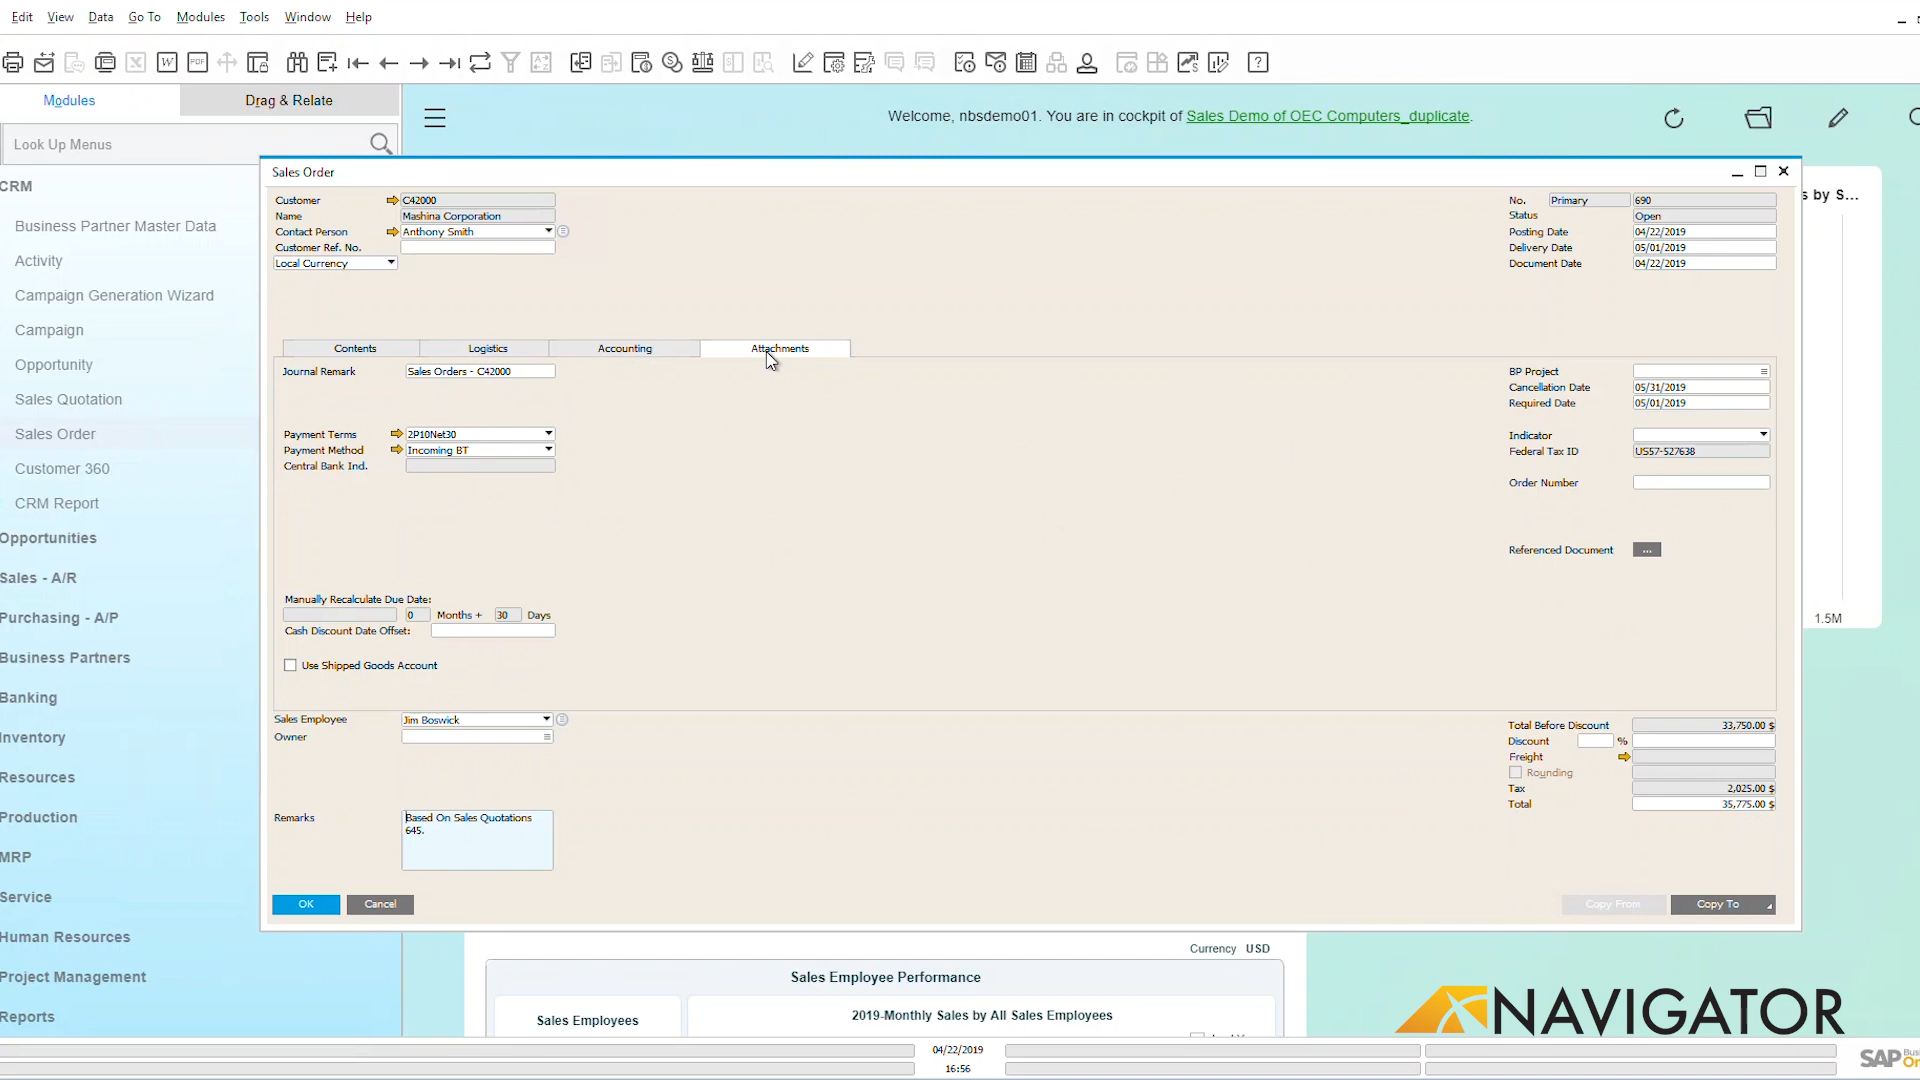 Edit View Data Go To Modules Tools Window Help
Modules Drag & Relate
Welcome, nbsdemo01. You are in cockpit of Sales Demo of OEC Computers_duplicate.
Look Up Menus
CRM
Business Partner Master Data
Activity
Campaign Generation Wizard
Campaign
Opportunity
Sales Quotation
Sales Order
Customer 360
CRM Report
Opportunities
Sales - A/R
Purchasing - A/P
Business Partners
Banking
Inventory
Resources
Production
MRP
Service
Human Resources
Project Management
Reports
Sales Order
Customer C42000
Name Mashina Corporation
Contact Person Anthony Smith
Customer Ref. No.
Local Currency
No. Primary 690
Status Open
Posting Date 04/22/2019
Delivery Date 05/01/2019
Document Date 04/22/2019
s by S...
Contents Logistics Accounting Attachments
Journal Remark Sales Orders - C42000
Payment Terms 2P10Net30
Payment Method Incoming BT
Central Bank Ind.
BP Project
Cancellation Date 05/31/2019
Required Date 05/01/2019
Indicator
Federal Tax ID US57-527638
Order Number
Referenced Document ...
Manually Recalculate Due Date:
0 Months + 30 Days
Cash Discount Date Offset:
Use Shipped Goods Account
1.5M
Sales Employee Jim Boswick
Owner
Remarks Based On Sales Quotations
645.
Total Before Discount 33,750.00 $
Discount %
Freight
Rounding
Tax 2,025.00 $
Total 35,775.00 $
OK Cancel Copy From Copy To
Currency USD
Sales Employee Performance
Sales Employees
2019-Monthly Sales by All Sales Employees
NAVIGATOR
04/22/2019
16:56
SAP